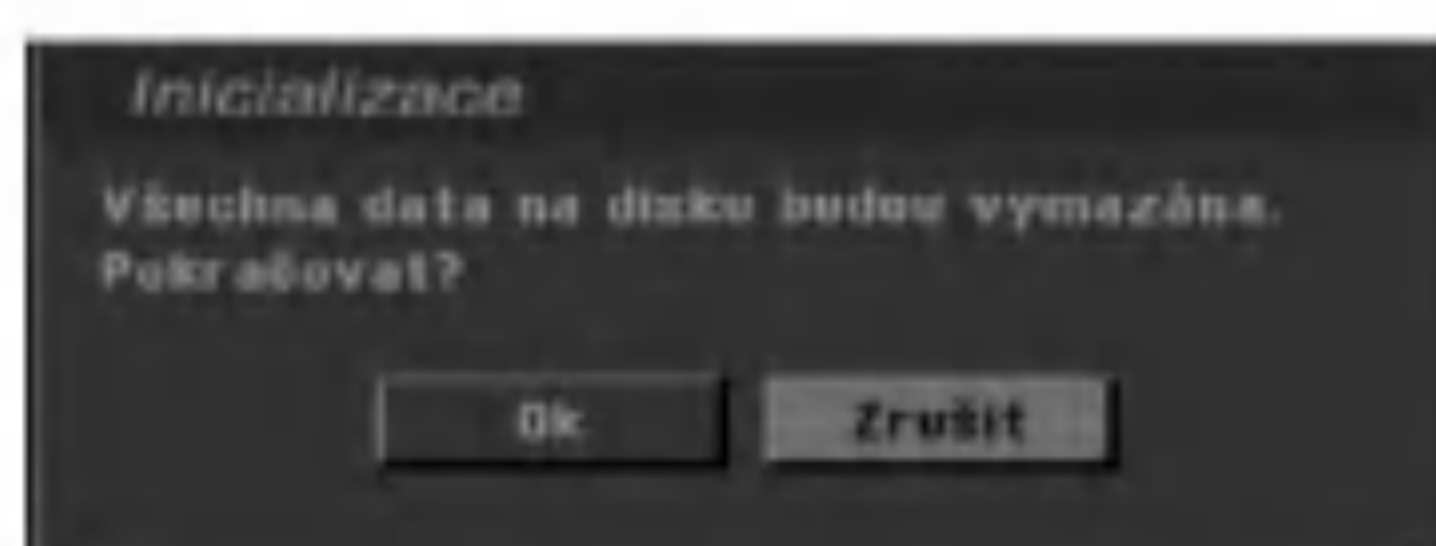 Inicializace
Všechna data na disku budou vymazána.
Pokračovat?
Ok
Zrušit